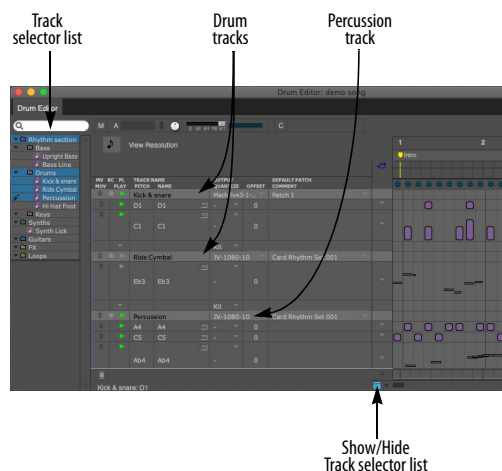 Track
selector list
Drum
tracks
Percussion
track
Drum Editor: demo song
Drum Editor
M A C
View Resolution
1 2
Intro
Rhythm section
Bass
Upright Bass
Bass Line
Drums
Kick & snare
Ride Cymbal
Percussion
Hi Hat Foot
Keys
Synths
Synth Lick
Guitars
FX
Loops
MV RC PL TRACK NAME OUTPUT DEFAULT PATCH
MOV PLAY PITCH NAME QUANTIZE OFFSET COMMENT
Kick & snare Patch 1
D1 D1 - 0
C1 C1 - 0
Kit
Ride Cymbal JV-1080-10 Card Rhythm Set 001
Eb3 Eb3 - 0
Kit
Percussion JV-1080-10 Card Rhythm Set 001
A4 A4 - 0
C5 C5 - 0
Ab4 Ab4 - 0
Kick & snare: D1
Show/Hide
Track selector list